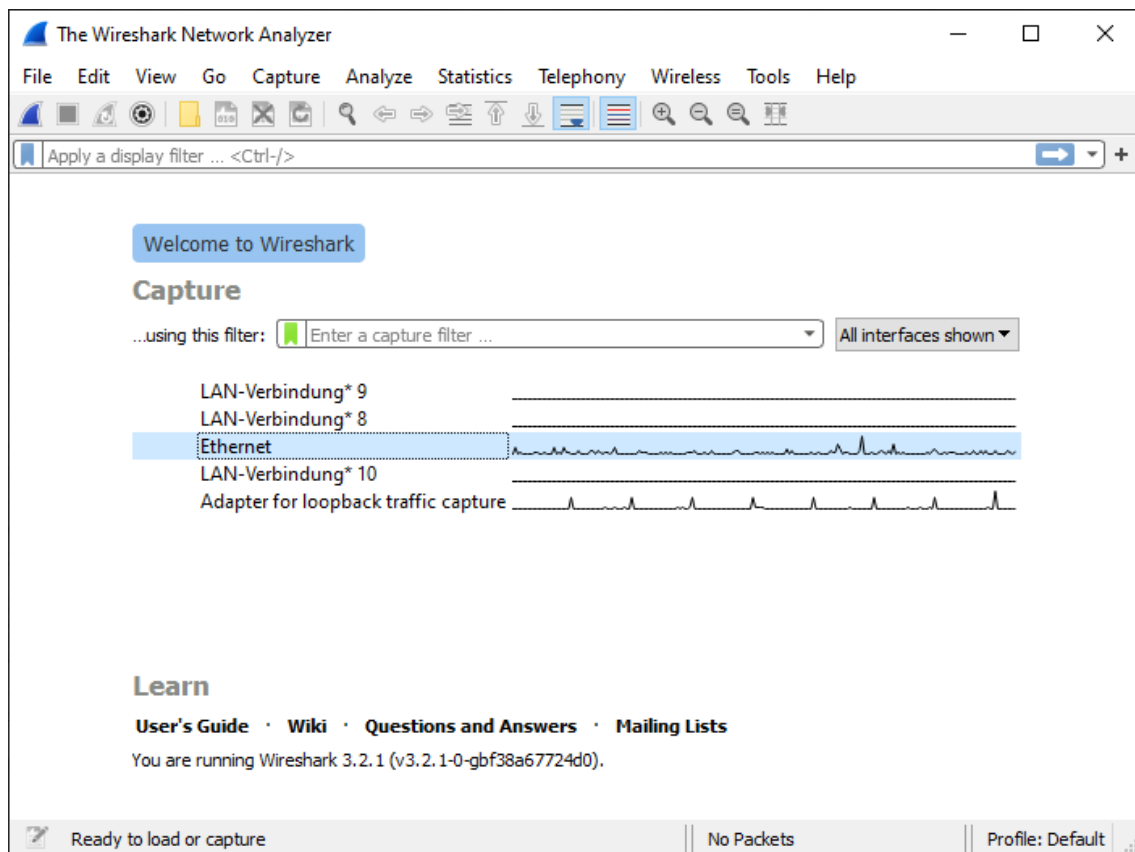 The Wireshark Network Analyzer
File Edit View Go Capture Analyze Statistics Telephony Wireless Tools Help
Apply a display filter ... <Ctrl-/>
Welcome to Wireshark
Capture
...using this filter: Enter a capture filter ... All interfaces shown
LAN-Verbindung* 9
LAN-Verbindung* 8
Ethernet
LAN-Verbindung* 10
Adapter for loopback traffic capture
Learn
User's Guide · Wiki · Questions and Answers · Mailing Lists
You are running Wireshark 3.2.1 (v3.2.1-0-gbf38a67724d0).
Ready to load or capture No Packets Profile: Default